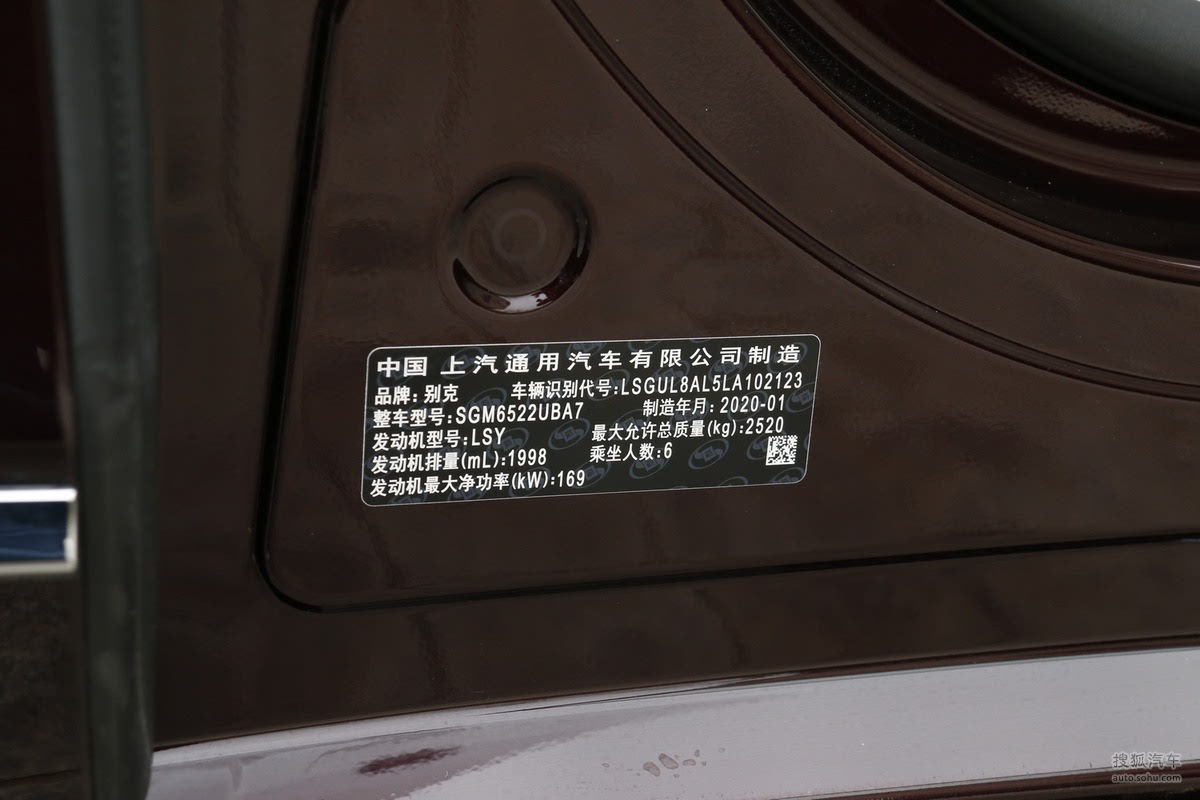 中国 上汽通用汽车有限公司制造
品牌:别克 车辆识别代号:LSGUL8AL5LA102123
整车型号:SGM6522UBA7 制造年月:2020-01
发动机型号:LSY 最大允许总质量(kg):2520
发动机排量(mL):1998 乘坐人数:6
发动机最大净功率(kW):169
搜狐汽车
auto.sohu.com